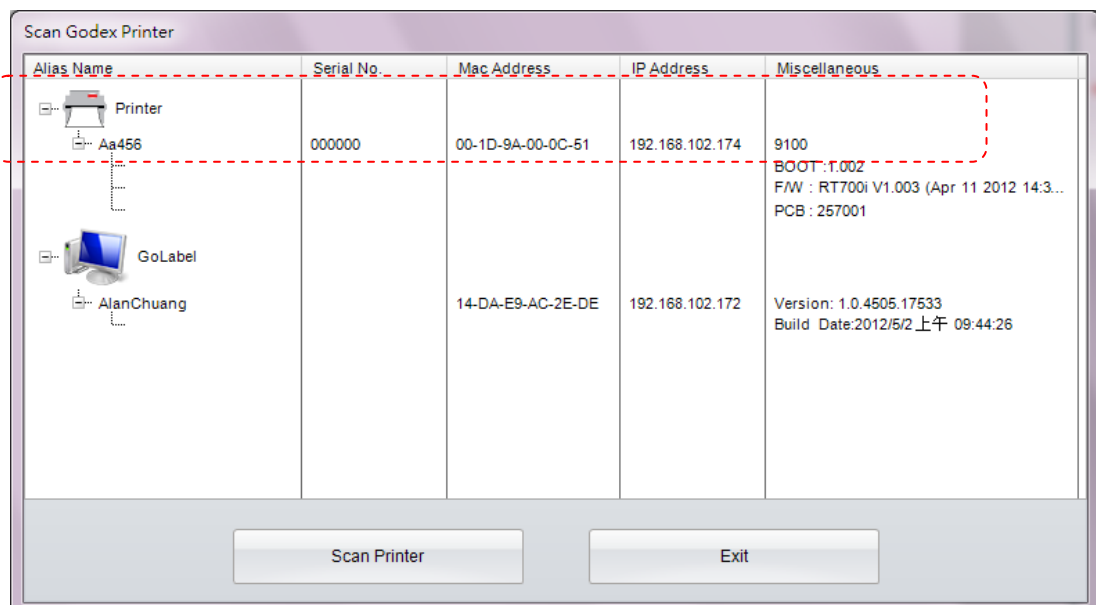 Scan Godex Printer
Alias Name Serial No. Mac Address IP Address Miscellaneous
Printer
Aa456 000000 00-1D-9A-00-0C-51 192.168.102.174 9100
BOOT :1.002
F/W : RT700i V1.003 (Apr 11 2012 14:3...
PCB : 257001
GoLabel
AlanChuang 14-DA-E9-AC-2E-DE 192.168.102.172 Version: 1.0.4505.17533
Build Date:2012/5/2 上午 09:44:26
Scan Printer Exit